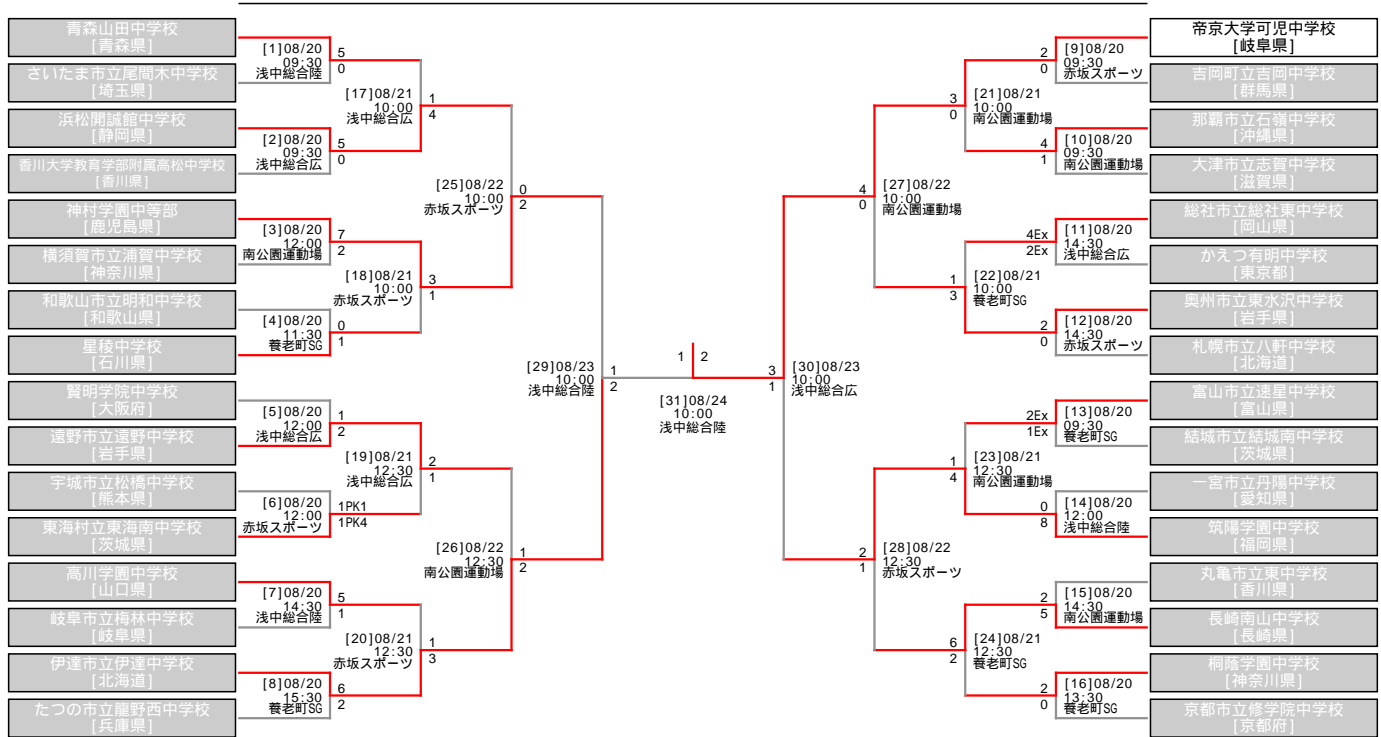 青森山田中学校
[青森県]
さいたま市立尾間木中学校
[埼玉県]
浜松開誠館中学校
[静岡県]
香川大学教育学部附属高松中学校
[香川県]
神村学園中等部
[鹿児島県]
横須賀市立浦賀中学校
[神奈川県]
和歌山市立明和中学校
[和歌山県]
星稜中学校
[石川県]
賢明学院中学校
[大阪府]
遠野市立遠野中学校
[岩手県]
宇城市立松橋中学校
[熊本県]
東海村立東海南中学校
[茨城県]
高川学園中学校
[山口県]
岐阜市立梅林中学校
[岐阜県]
伊達市立伊達中学校
[北海道]
たつの市立龍野西中学校
[兵庫県]
[1]08/20 5
09:30 0
浅中総合陸
[2]08/20 5
09:30 0
浅中総合広
[3]08/20 7
12:00 2
南公園運動場
[4]08/20 0
11:30 1
養老町SG
[5]08/20 1
12:00 2
浅中総合広
[6]08/20 1PK1
12:00 1PK4
赤坂スポーツ
[7]08/20 5
14:30 1
浅中総合陸
[8]08/20 6
15:30 2
養老町SG
[17]08/21 1
10:00 4
浅中総合広
[18]08/21 3
10:00 1
赤坂スポーツ
[19]08/21 2
12:30 1
浅中総合広
[20]08/21 1
12:30 3
赤坂スポーツ
[25]08/22 0
10:00 2
赤坂スポーツ
[26]08/22 1
12:30 2
南公園運動場
[29]08/23 1
10:00 2
浅中総合陸
1 2
[31]08/24
10:00
浅中総合陸
3 [30]08/23
1 10:00
浅中総合広
4 [27]08/22
0 10:00
南公園運動場
2 [28]08/22
1 12:30
赤坂スポーツ
3 [21]08/21
0 10:00
南公園運動場
1 [22]08/21
3 10:00
養老町SG
1 [23]08/21
4 12:30
南公園運動場
6 [24]08/21
2 12:30
養老町SG
2 [9]08/20
0 09:30
赤坂スポーツ
4 [10]08/20
1 09:30
南公園運動場
4Ex [11]08/20
2Ex 14:30
浅中総合広
2 [12]08/20
0 14:30
赤坂スポーツ
2Ex [13]08/20
1Ex 09:30
養老町SG
0 [14]08/20
8 12:00
浅中総合陸
2 [15]08/20
5 14:30
南公園運動場
2 [16]08/20
0 13:30
養老町SG
帝京大学可児中学校
[岐阜県]
吉岡町立吉岡中学校
[群馬県]
那覇市立石嶺中学校
[沖縄県]
大津市立志賀中学校
[滋賀県]
総社市立総社東中学校
[岡山県]
かえつ有明中学校
[東京都]
奥州市立東水沢中学校
[岩手県]
札幌市立八軒中学校
[北海道]
富山市立速星中学校
[富山県]
結城市立結城南中学校
[茨城県]
一宮市立丹陽中学校
[愛知県]
筑陽学園中学校
[福岡県]
丸亀市立東中学校
[香川県]
長崎南山中学校
[長崎県]
桐蔭学園中学校
[神奈川県]
京都市立修学院中学校
[京都府]